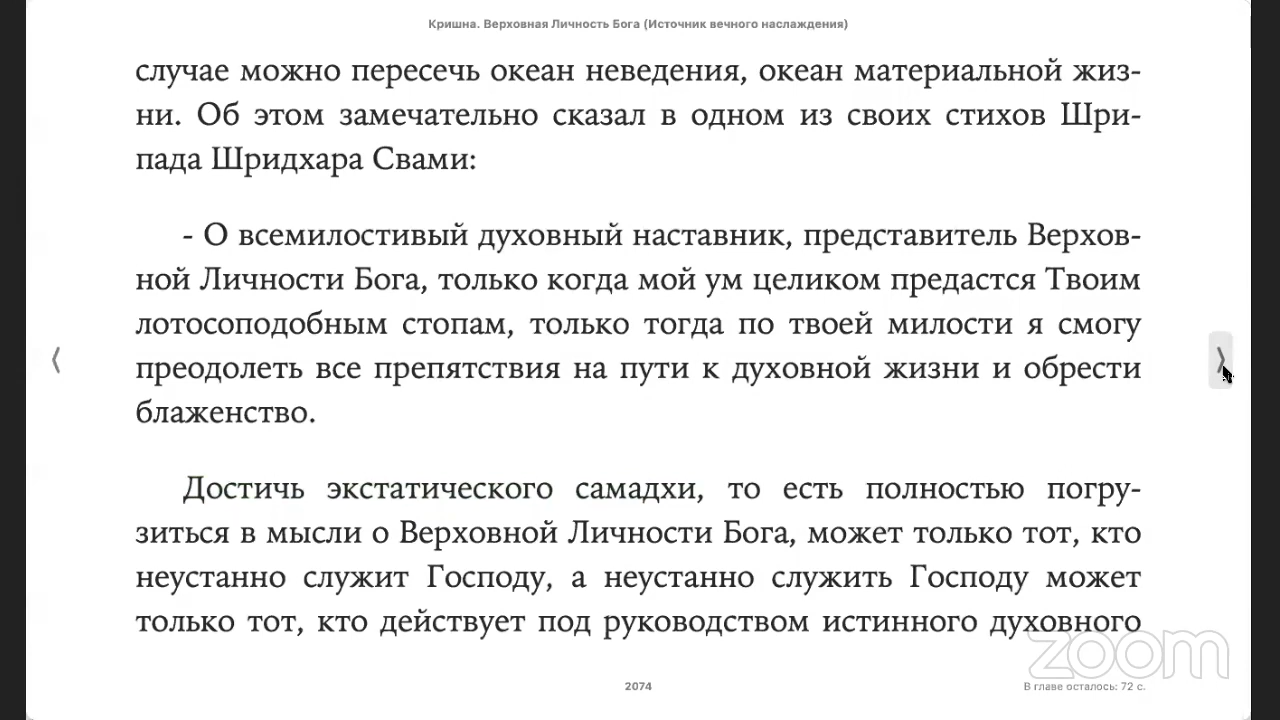 Кришна. Верховная Личность Бога (Источник вечного наслаждения)
случае можно пересечь океан неведения, океан материальной жиз-
ни. Об этом замечательно сказал в одном из своих стихов Шри-
пада Шридхара Свами:
- О всемилостивый духовный наставник, представитель Верхов-
ной Личности Бога, только когда мой ум целиком предастся Твоим
лотосоподобным стопам, только тогда по твоей милости я смогу
преодолеть все препятствия на пути к духовной жизни и обрести
блаженство.
Достичь экстатического самадхи, то есть полностью погру-
зиться в мысли о Верховной Личности Бога, может только тот, кто
неустанно служит Господу, а неустанно служить Господу может
только тот, кто действует под руководством истинного духовного
zoom
2074
В главе осталось: 72 с.